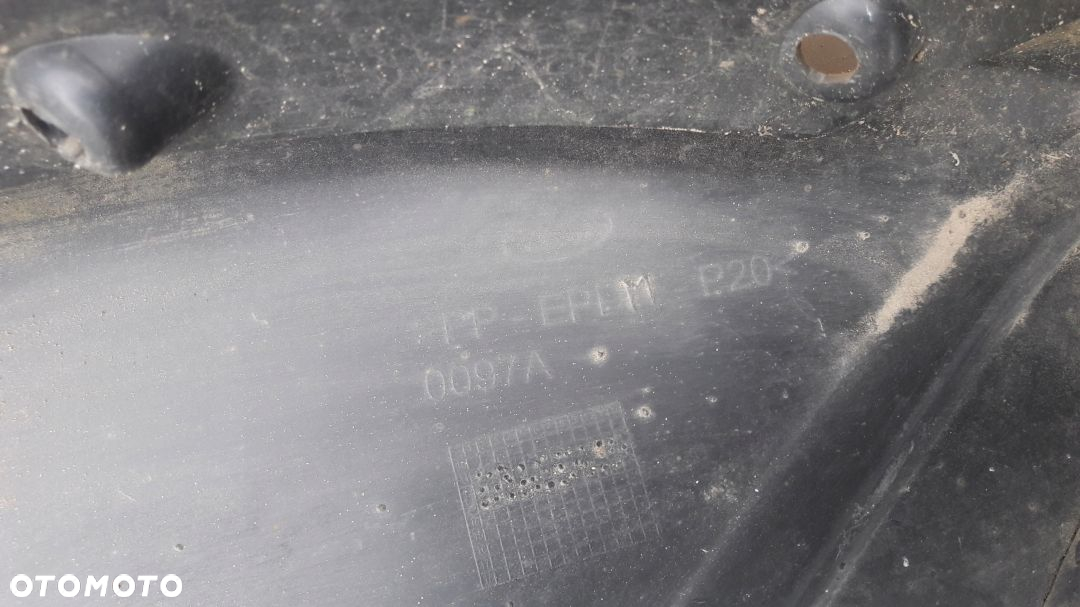 PP - EPDM P20<
0097A
OTOMOTO